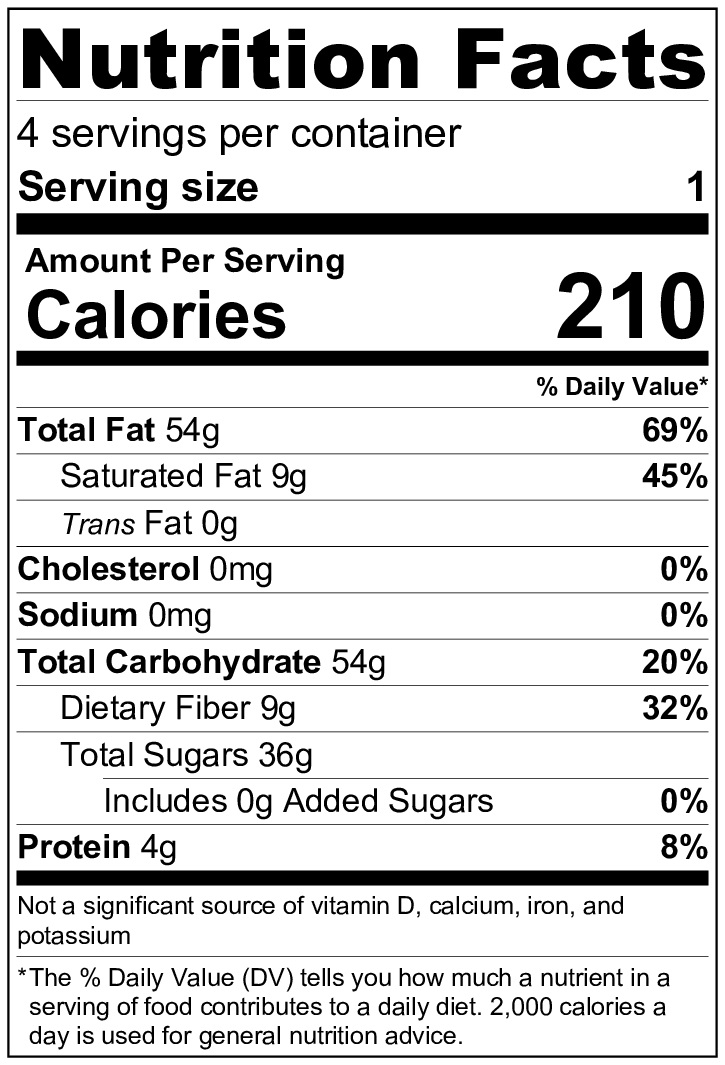 Nutrition Facts
4 servings per container
Serving size 1
Amount Per Serving
Calories 210
% Daily Value*
Total Fat 54g 69%
Saturated Fat 9g 45%
Trans Fat 0g
Cholesterol 0mg 0%
Sodium 0mg 0%
Total Carbohydrate 54g 20%
Dietary Fiber 9g 32%
Total Sugars 36g
Includes 0g Added Sugars 0%
Protein 4g 8%
Not a significant source of vitamin D, calcium, iron, and
potassium
*The % Daily Value (DV) tells you how much a nutrient in a
serving of food contributes to a daily diet. 2,000 calories a
day is used for general nutrition advice.